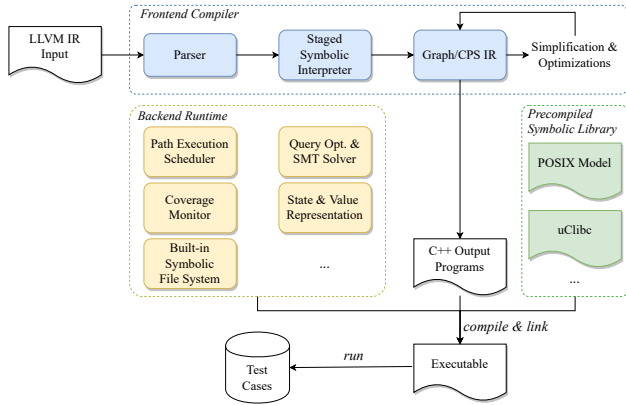 Frontend Compiler
LLVM IR
Input
Parser
Staged
Symbolic
Interpreter
Graph/CPS IR
Simplification &
Optimizations
Backend Runtime
Path Execution
Scheduler
Query Opt. &
SMT Solver
Coverage
Monitor
State & Value
Representation
Built-in
Symbolic
File System
...
C++ Output
Programs
Precompiled
Symbolic Library
POSIX Model
uClibc
...
compile & link
Executable
run
Test
Cases